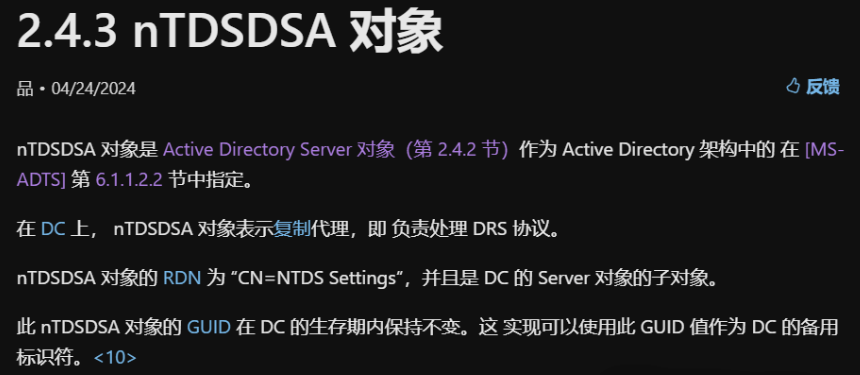 2.4.3 nTDSDSA 对象
品 • 04/24/2024
反馈
nTDSDSA 对象是 Active Directory Server 对象（第 2.4.2 节）作为 Active Directory 架构中的 在 [MS-
ADTS] 第 6.1.1.2.2 节中指定。
在 DC 上， nTDSDSA 对象表示复制代理，即 负责处理 DRS 协议。
nTDSDSA 对象的 RDN 为 “CN=NTDS Settings”，并且是 DC 的 Server 对象的子对象。
此 nTDSDSA 对象的 GUID 在 DC 的生存期内保持不变。这 实现可以使用此 GUID 值作为 DC 的备用
标识符。<10>